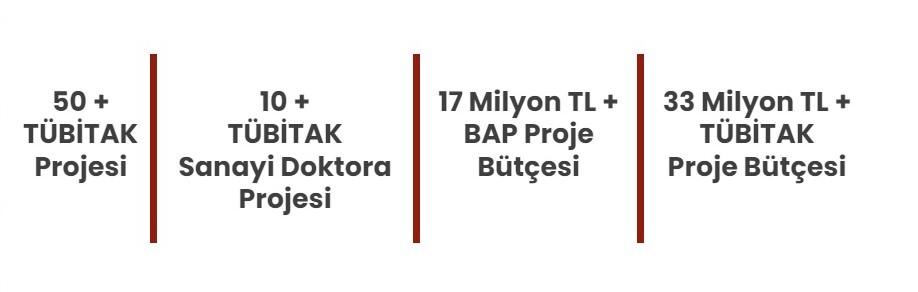 50 +
TÜBİTAK
Projesi
10 +
TÜBİTAK
Sanayi Doktora
Projesi
17 Milyon TL +
BAP Proje
Bütçesi
33 Milyon TL +
TÜBİTAK
Proje Bütçesi